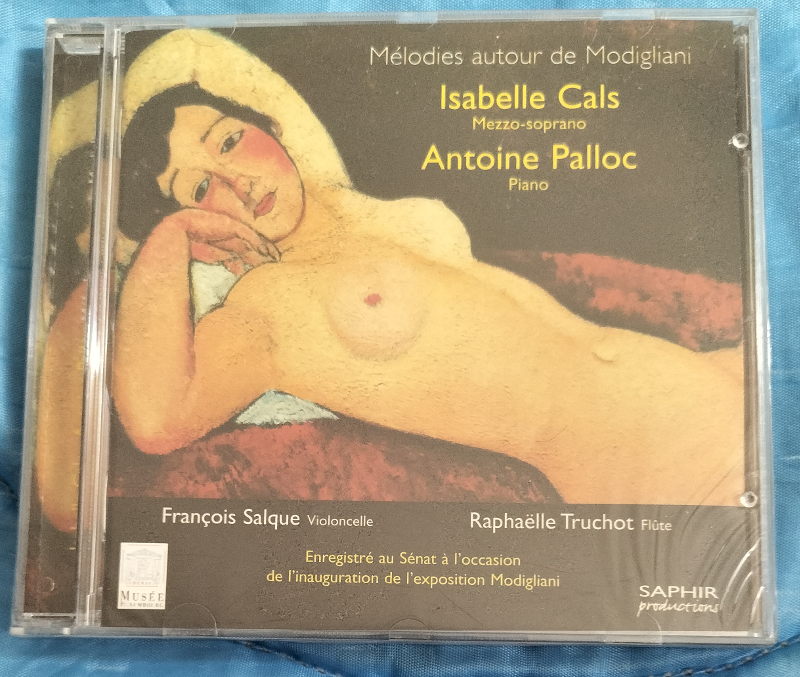 Mélodies autour de Modigliani
Isabelle Cals
Mezzo-soprano
Antoine Palloc
Piano
François Salque Violoncelle
Raphaëlle Truchot Flûte
Enregistré au Sénat à l'occasion
de l'inauguration de l'exposition Modigliani
MUSÉE
SAPHIR
productions